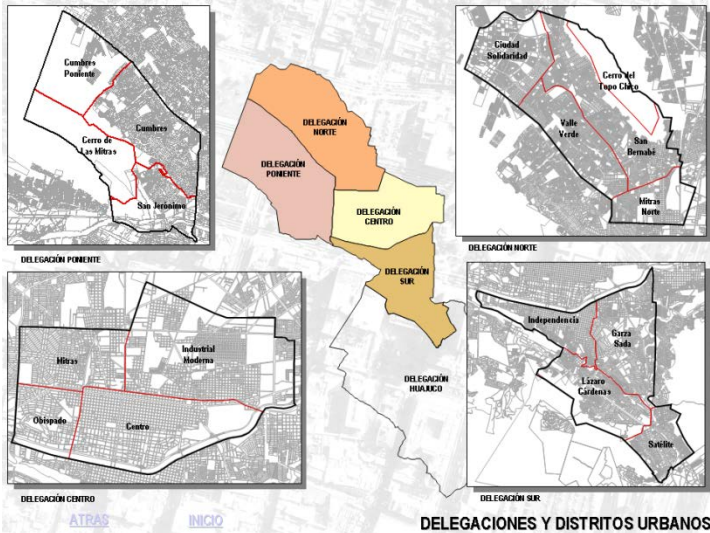 Cumbres
Poniente
Cumbres
Cerro de
Las Mitras
San Jerónimo
DELEGACIÓN PONIENTE
DELEGACIÓN
NORTE
DELEGACIÓN
PONIENTE
DELEGACIÓN
CENTRO
DELEGACIÓN
SUR
DELEGACIÓN
HUAJUCO
Ciudad
Solidaridad
Cerro del
Topo Chico
Valle
Verde
San
Bernabé
Mitras
Norte
DELEGACIÓN NORTE
Mitras
Industrial
Moderna
Obispado
Centro
DELEGACIÓN CENTRO
Independencia
Garza
Sada
Lázaro
Cárdenas
Satélite
DELEGACIÓN SUR
ATRAS
INICIO
DELEGACIONES Y DISTRITOS URBANOS